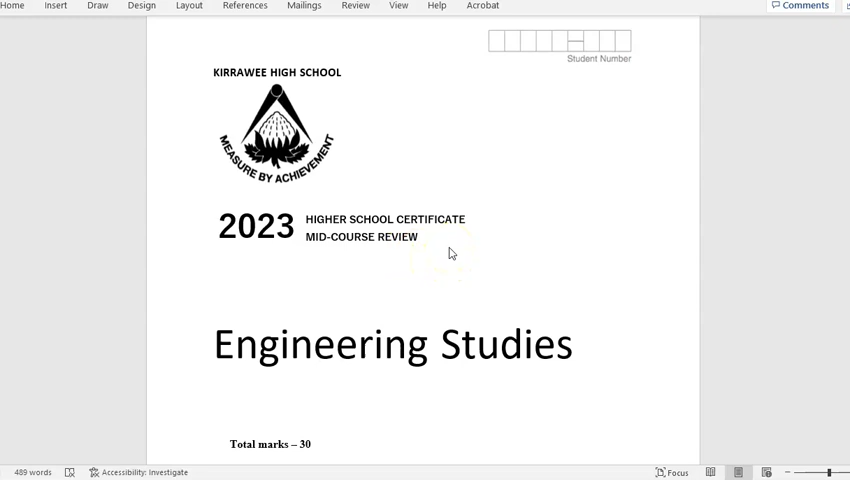 Home Insert Draw Design Layout References Mailings Review View Help Acrobat Comments
Student Number
KIRRAWEE HIGH SCHOOL
MEASURE BY ACHIEVEMENT
2023 HIGHER SCHOOL CERTIFICATE
MID-COURSE REVIEW
Engineering Studies
Total marks – 30
489 words Accessibility: Investigate Focus